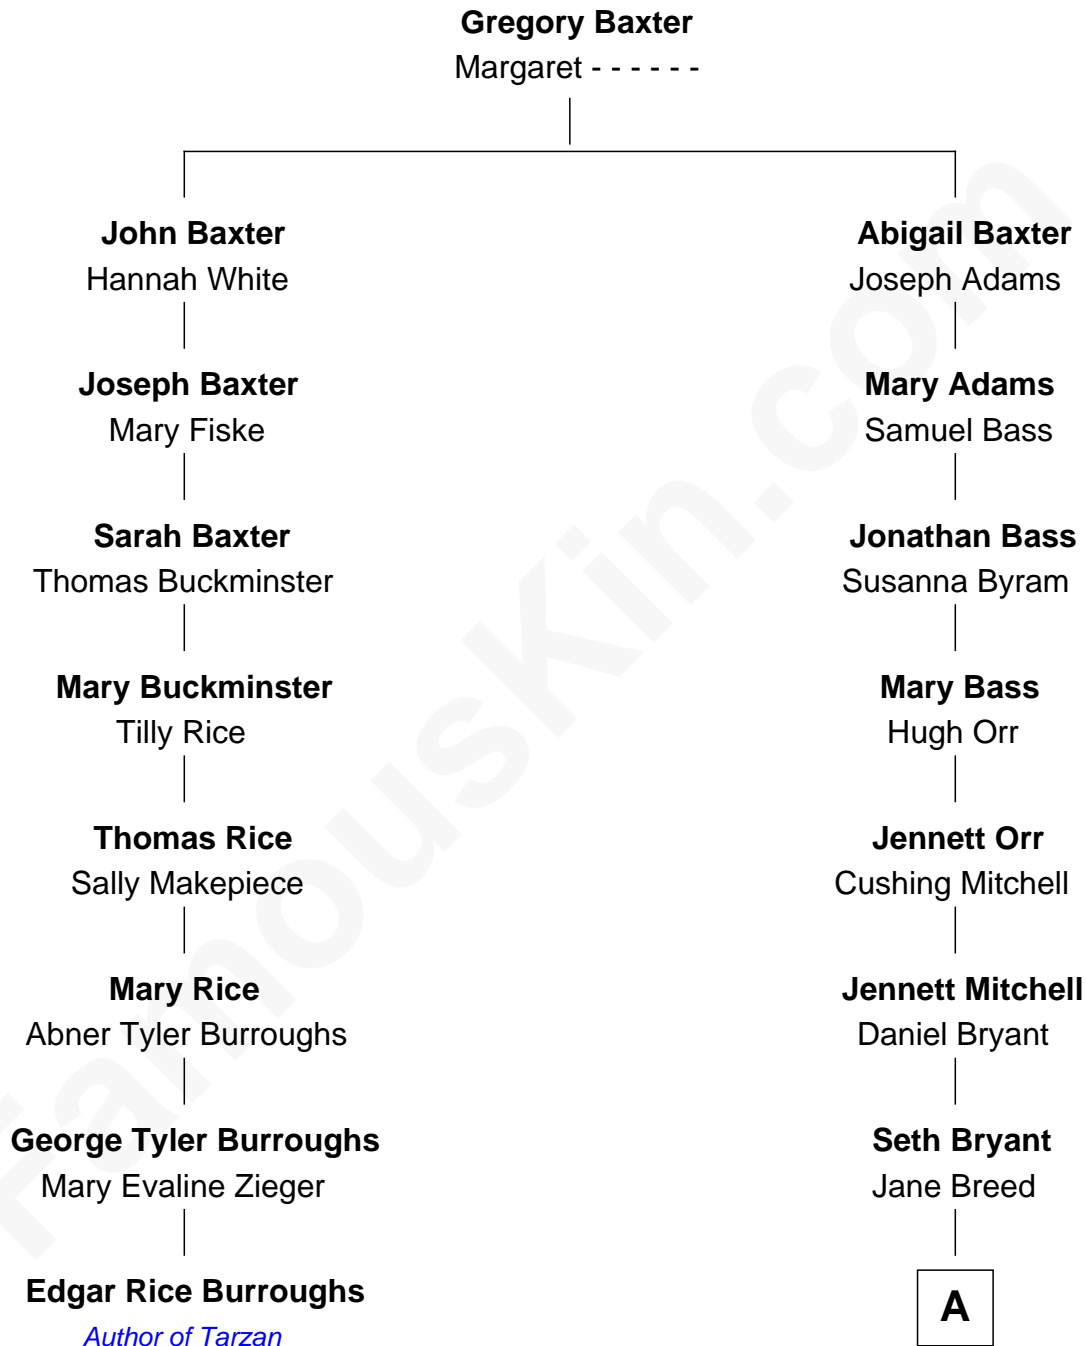 Gregory Baxter
Margaret - - - - - -
John Baxter
Hannah White
Abigail Baxter
Joseph Adams
Joseph Baxter
Mary Fiske
Mary Adams
Samuel Bass
Sarah Baxter
Thomas Buckminster
Jonathan Bass
Susanna Byram
Mary Buckminster
Tilly Rice
Mary Bass
Hugh Orr
Thomas Rice
Sally Makepiece
Jennett Orr
Cushing Mitchell
Mary Rice
Abner Tyler Burroughs
Jennett Mitchell
Daniel Bryant
George Tyler Burroughs
Mary Evaline Zieger
Seth Bryant
Jane Breed
Edgar Rice Burroughs
Author of Tarzan
A
FamousKin.com